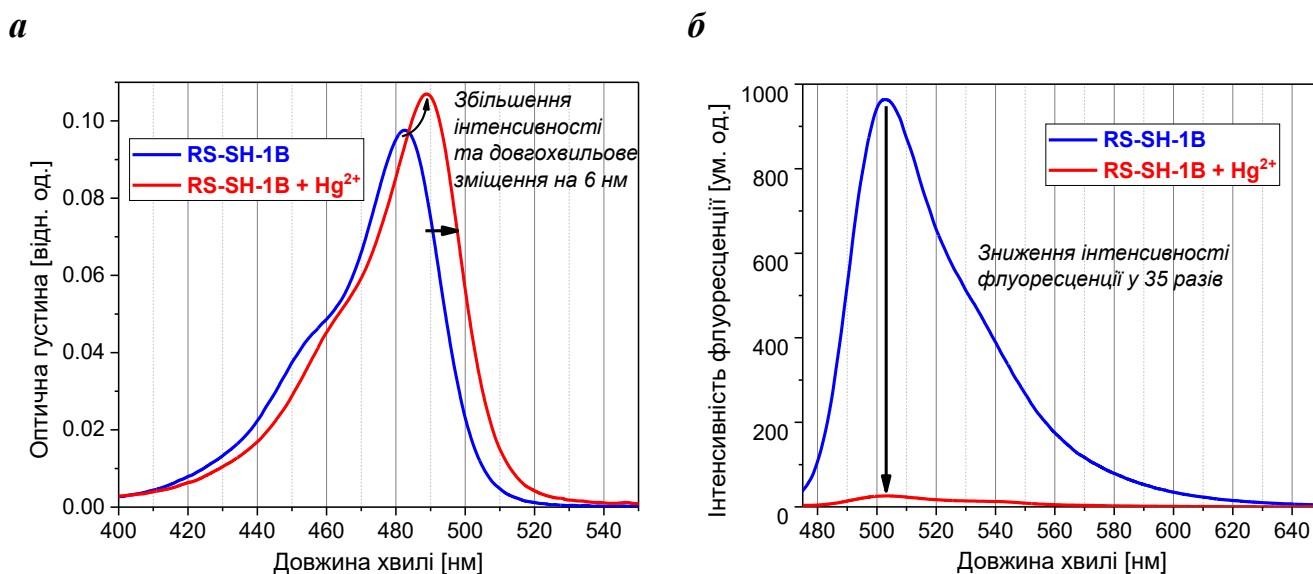 а
б
Збільшення
інтенсивності
та довгохвильове
зміщення на 6 нм
RS-SH-1B
RS-SH-1B + Hg²⁺
Оптична густина [відн. од.]
0.10
0.08
0.06
0.04
0.02
0.00
400
420
440
460
480
500
520
540
Довжина хвилі [нм]
RS-SH-1B
RS-SH-1B + Hg²⁺
Зниження інтенсивності
флуоресценції у 35 разів
Інтенсивність флуоресценції [ум. од.]
1000
800
600
400
200
0
480
500
520
540
560
580
600
620
640
Довжина хвилі [нм]